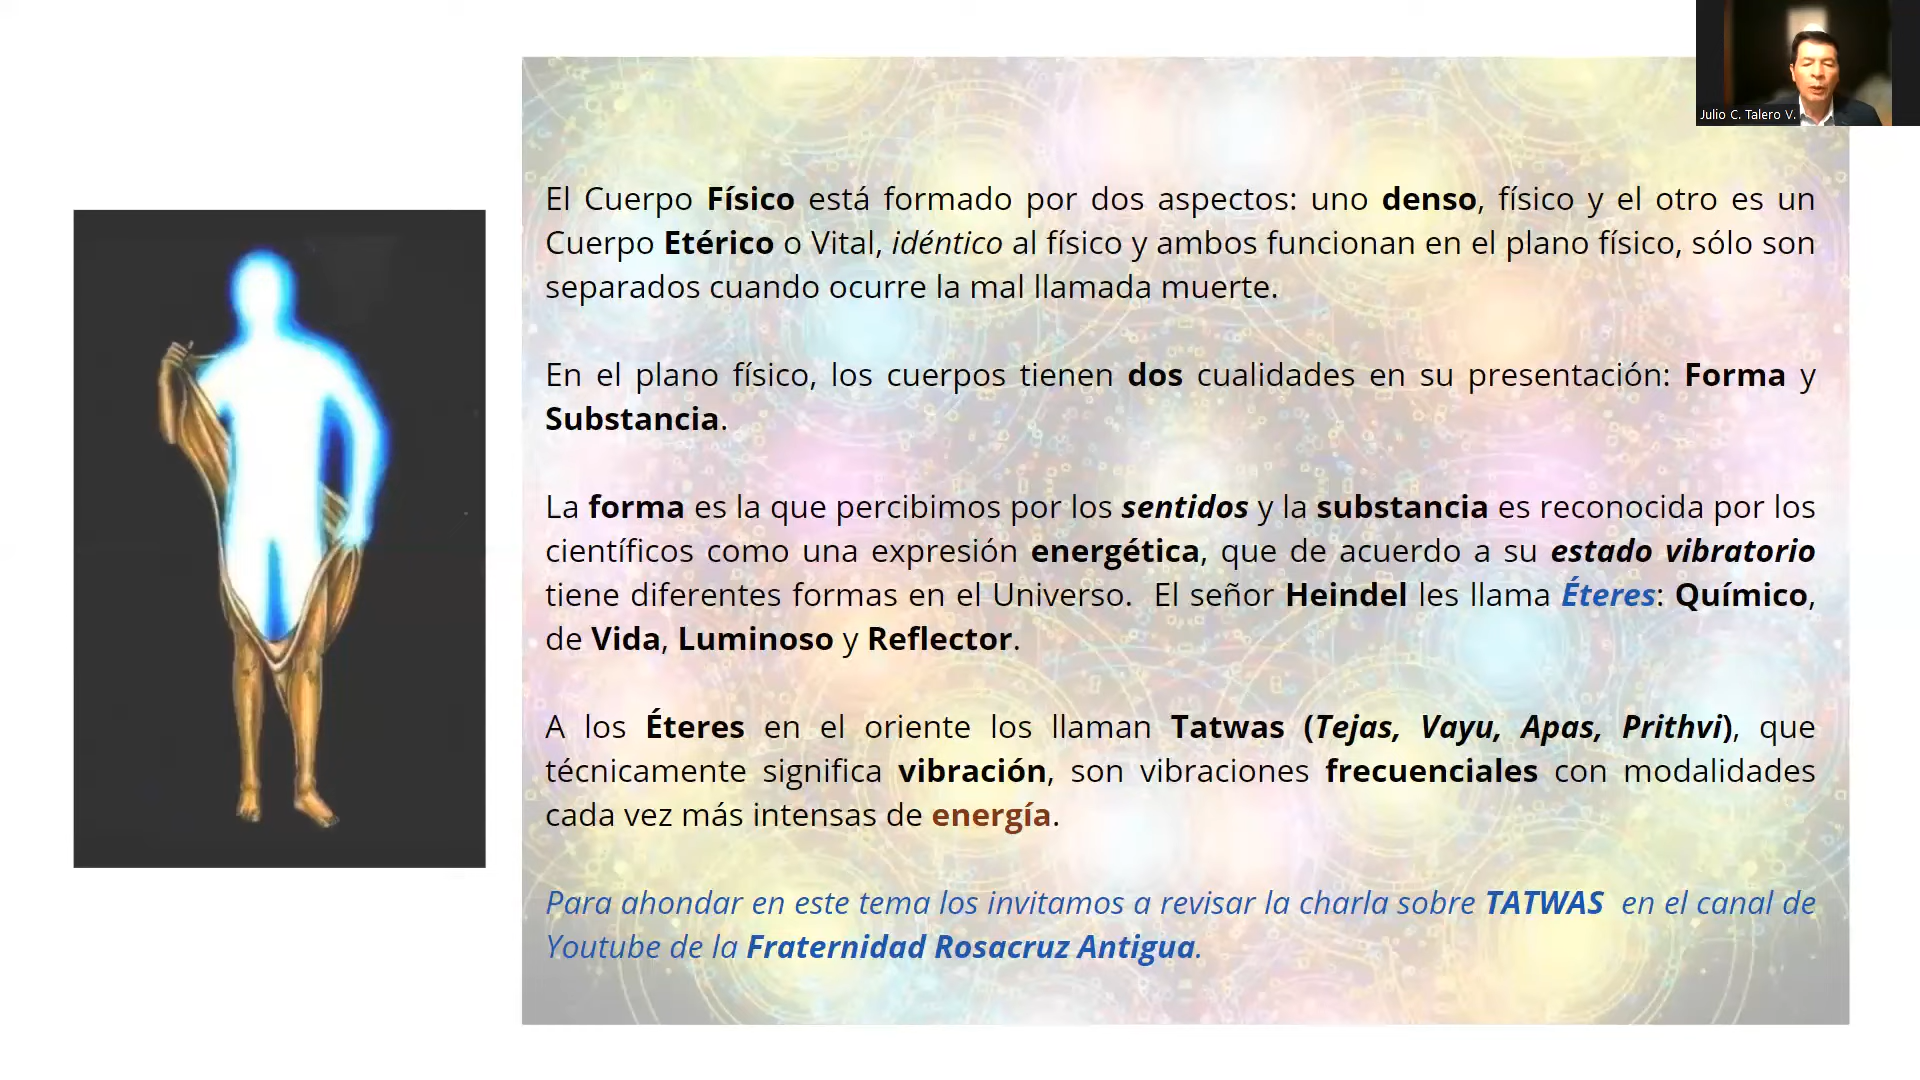 Julio C. Talero V.
El Cuerpo Físico está formado por dos aspectos: uno denso, físico y el otro es un
Cuerpo Etérico o Vital, idéntico al físico y ambos funcionan en el plano físico, sólo son
separados cuando ocurre la mal llamada muerte.
En el plano físico, los cuerpos tienen dos cualidades en su presentación: Forma y
Substancia.
La forma es la que percibimos por los sentidos y la substancia es reconocida por los
científicos como una expresión energética, que de acuerdo a su estado vibratorio
tiene diferentes formas en el Universo. El señor Heindel les llama Éteres: Químico,
de Vida, Luminoso y Reflector.
A los Éteres en el oriente los llaman Tatwas (Tejas, Vayu, Apas, Prithvi), que
técnicamente significa vibración, son vibraciones frecuenciales con modalidades
cada vez más intensas de energía.
Para ahondar en este tema los invitamos a revisar la charla sobre TATWAS en el canal de
Youtube de la Fraternidad Rosacruz Antigua.